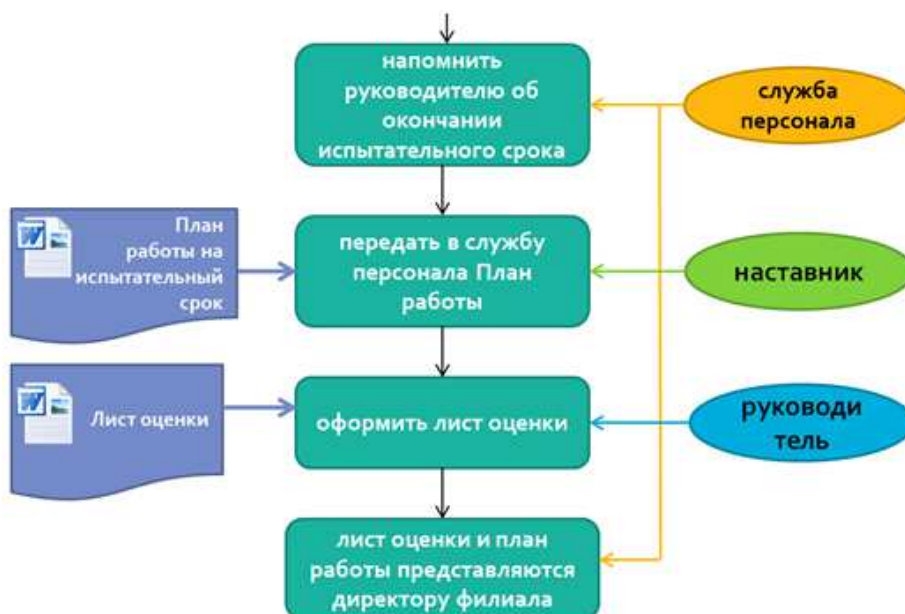 напомнить
руководителю об
окончании
испытательного срока
служба
персонала
План
работы на
испытательный
срок
передать в службу
персонала План
работы
наставник
Лист оценки
оформить лист оценки
руководи
тель
лист оценки и план
работы представляются
директору филиала